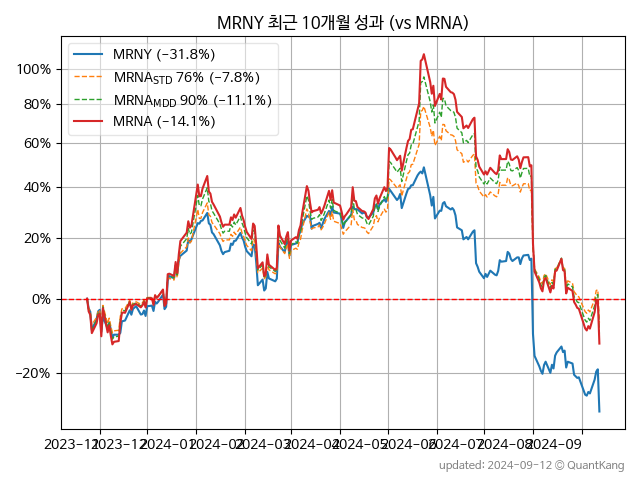 MRNY 최근 10개월 성과 (vs MRNA)
MRNY (−31.8%)
MRNA_STD 76% (−7.8%)
MRNA_MDD 90% (−11.1%)
MRNA (−14.1%)
100%
80%
60%
40%
20%
0%
−20%
2023-11 2023-12 2024-01 2024-02 2024-03 2024-04 2024-05 2024-06 2024-07 2024-08 2024-09
updated: 2024-09-12 © QuantKang